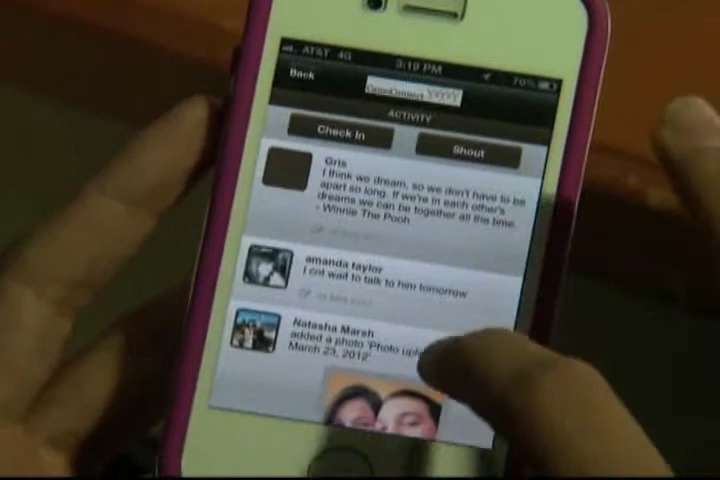 AT&T 4G 3:19 PM 70%
Back
ACTIVITY
Check In Shout
Gris
I think we dream, so we don't have to be
apart so long. If we're in each other's
dreams we can be together all the time.
- Winnie The Pooh
amanda taylor
I cnt wait to talk to him tomorrow
Natasha Marsh
added a photo 'Photo
March 23, 2012'